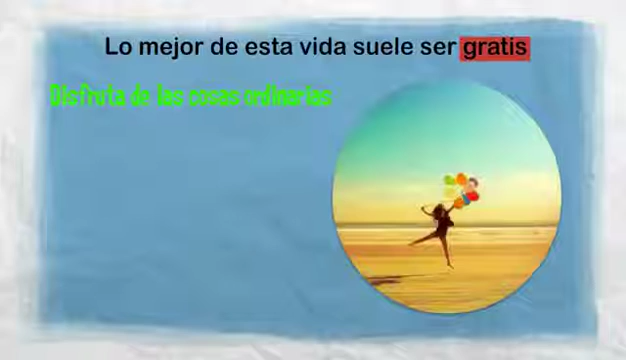 Lo mejor de esta vida suele ser gratis
Disfruta de las cosas ordinarias